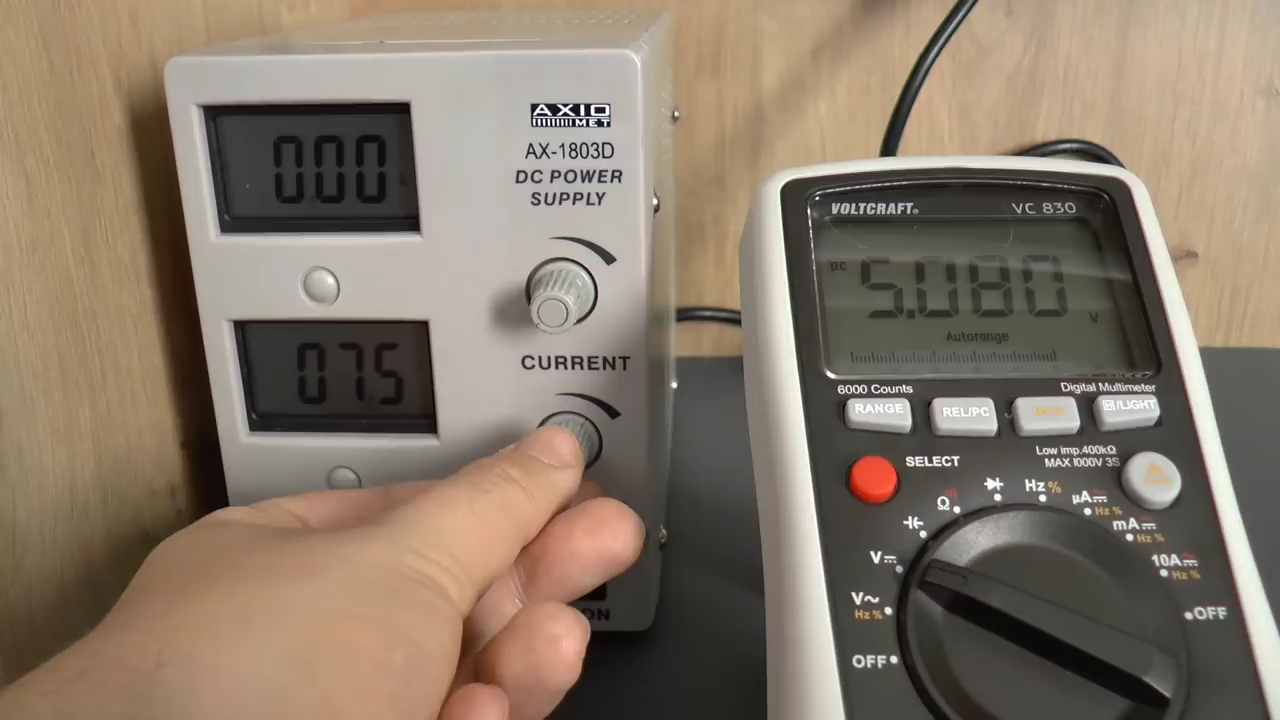 000
AXIO
MET
AX-1803D
DC POWER
SUPPLY
CURRENT
075
ON
VOLTCRAFT®
VC 830
DC
5.080
V
Autorange
6000 Counts
Digital Multimeter
RANGE
REL/PC
/LIGHT
SELECT
Low imp.400kΩ
MAX 1000V 3S
Ω
Hz%
µA
Hz%
mA
Hz%
10A
Hz%
V
V~
Hz%
OFF
OFF